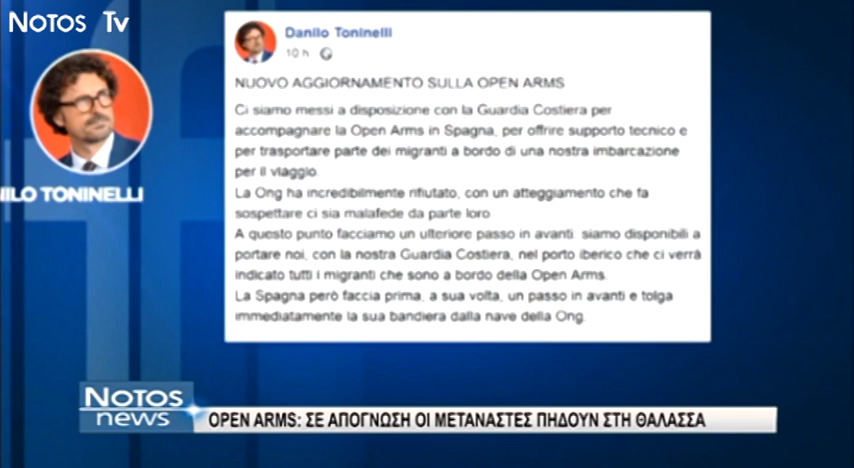 NOTOS TV
Danilo Toninelli
10 h
NUOVO AGGIORNAMENTO SULLA OPEN ARMS
Ci siamo messi a disposizione con la Guardia Costiera per
accompagnare la Open Arms in Spagna, per offrire supporto tecnico e
per trasportare parte dei migranti a bordo di una nostra imbarcazione
per il viaggio.
La Ong ha incredibilmente rifiutato, con un atteggiamento che fa
sospettare ci sia malafede da parte loro
A questo punto facciamo un ulteriore passo in avanti: siamo disponibili a
portare noi, con la nostra Guardia Costiera, nel porto iberico che ci verrà
indicato tutti i migranti che sono a bordo della Open Arms.
La Spagna però faccia prima, a sua volta, un passo in avanti e tolga
immediatamente la sua bandiera dalla nave della Ong.
NILO TONINELLI
NOTOS
news
OPEN ARMS: ΣΕ ΑΠΟΓΝΩΣΗ ΟΙ ΜΕΤΑΝΑΣΤΕΣ ΠΗΔΟΥΝ ΣΤΗ ΘΑΛΑΣΣΑ